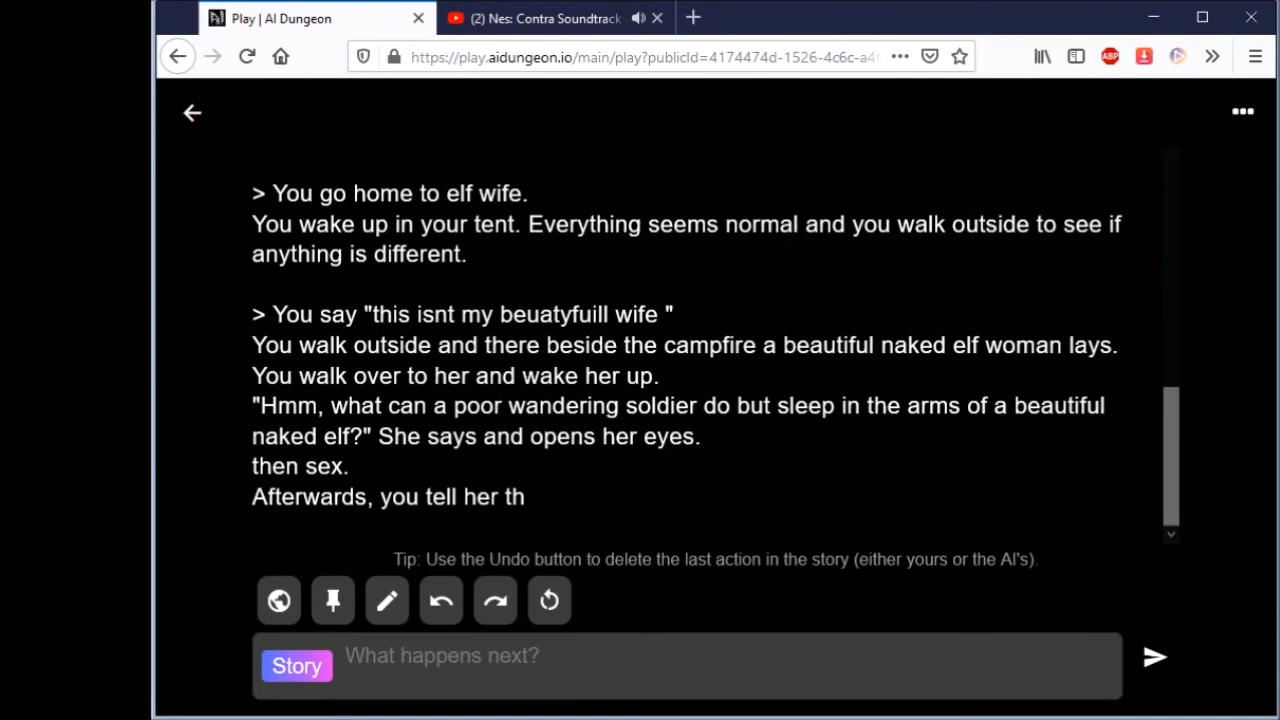 Play | AI Dungeon
(2) Nes: Contra Soundtrack
https://play.aidungeon.io/main/play?publicId=4174474d-1526-4c6c-a4f
ABP
> You go home to elf wife.
You wake up in your tent. Everything seems normal and you walk outside to see if
anything is different.
> You say "this isnt my beuatyfuill wife "
You walk outside and there beside the campfire a beautiful naked elf woman lays.
You walk over to her and wake her up.
"Hmm, what can a poor wandering soldier do but sleep in the arms of a beautiful
naked elf?" She says and opens her eyes.
then sex.
Afterwards, you tell her th
Tip: Use the Undo button to delete the last action in the story (either yours or the AI's).
Story
What happens next?